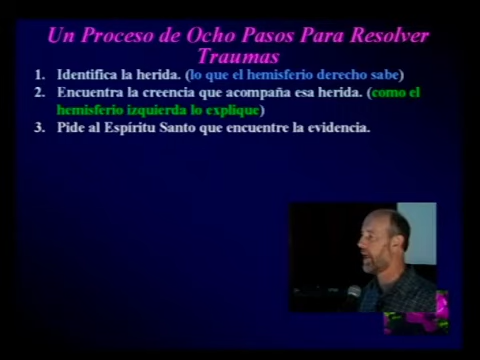 Un Proceso de Ocho Pasos Para Resolver
Traumas
1. Identifica la herida. (lo que el hemisferio derecho sabe)
2. Encuentra la creencia que acompaña esa herida. (como el
hemisferio izquierda lo explique)
3. Pide al Espíritu Santo que encuentre la evidencia.